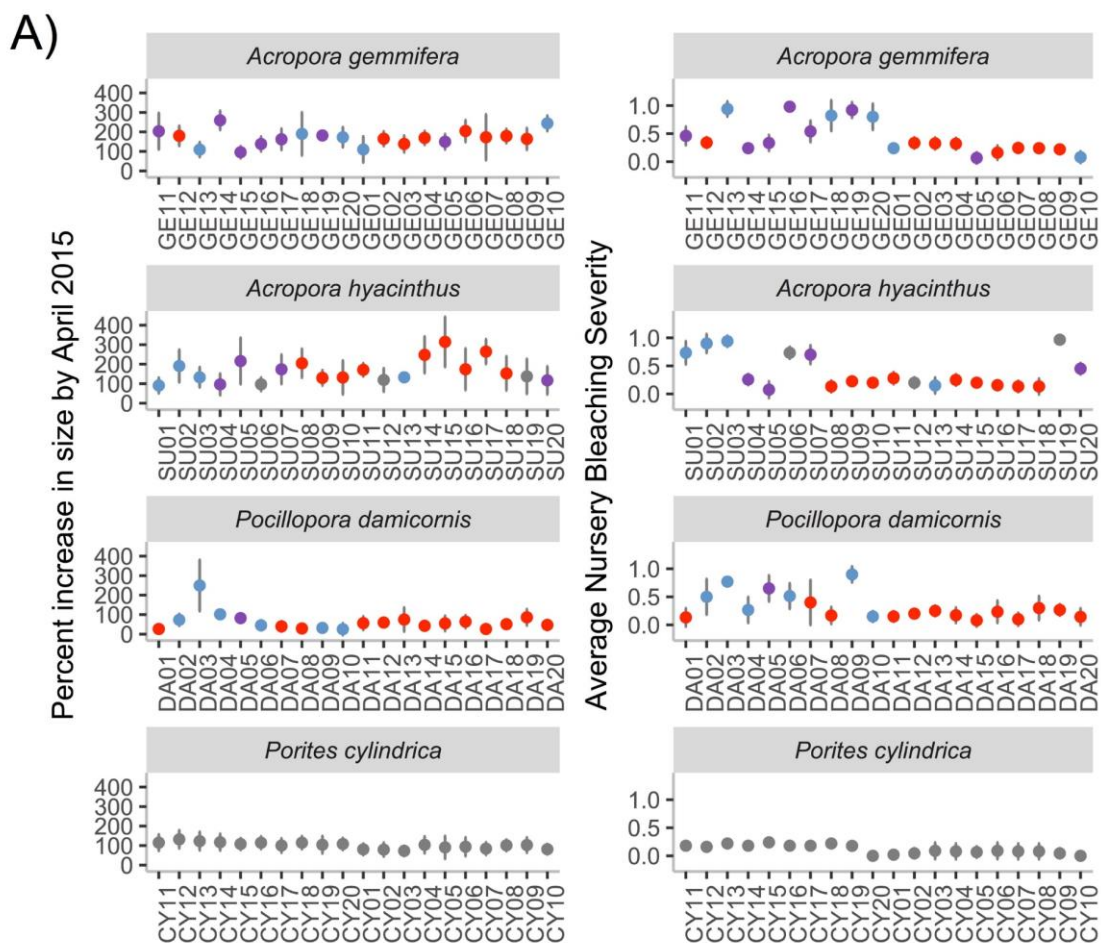 A)
Percent increase in size by April 2015
Acropora gemmifera
400
300
200
100
0
GE11 GE12 GE13 GE14 GE15 GE16 GE17 GE18 GE19 GE20 GE01 GE02 GE03 GE04 GE05 GE06 GE07 GE08 GE09 GE10
Acropora hyacinthus
400
300
200
100
0
SU01 SU02 SU03 SU04 SU05 SU06 SU07 SU08 SU09 SU10 SU11 SU12 SU13 SU14 SU15 SU16 SU17 SU18 SU19 SU20
Pocillopora damicornis
400
300
200
100
0
DA01 DA02 DA03 DA04 DA05 DA06 DA07 DA08 DA09 DA10 DA11 DA12 DA13 DA14 DA15 DA16 DA17 DA18 DA19 DA20
Porites cylindrica
400
300
200
100
0
CY11 CY12 CY13 CY14 CY15 CY16 CY17 CY18 CY19 CY20 CY01 CY02 CY03 CY04 CY05 CY06 CY07 CY08 CY09 CY10
Average Nursery Bleaching Severity
Acropora gemmifera
1.0
0.5
0.0
GE11 GE12 GE13 GE14 GE15 GE16 GE17 GE18 GE19 GE20 GE01 GE02 GE03 GE04 GE05 GE06 GE07 GE08 GE09 GE10
Acropora hyacinthus
1.0
0.5
0.0
SU01 SU02 SU03 SU04 SU05 SU06 SU07 SU08 SU09 SU10 SU11 SU12 SU13 SU14 SU15 SU16 SU17 SU18 SU19 SU20
Pocillopora damicornis
1.0
0.5
0.0
DA01 DA02 DA03 DA04 DA05 DA06 DA07 DA08 DA09 DA10 DA11 DA12 DA13 DA14 DA15 DA16 DA17 DA18 DA19 DA20
Porites cylindrica
1.0
0.5
0.0
CY11 CY12 CY13 CY14 CY15 CY16 CY17 CY18 CY19 CY20 CY01 CY02 CY03 CY04 CY05 CY06 CY07 CY08 CY09 CY10